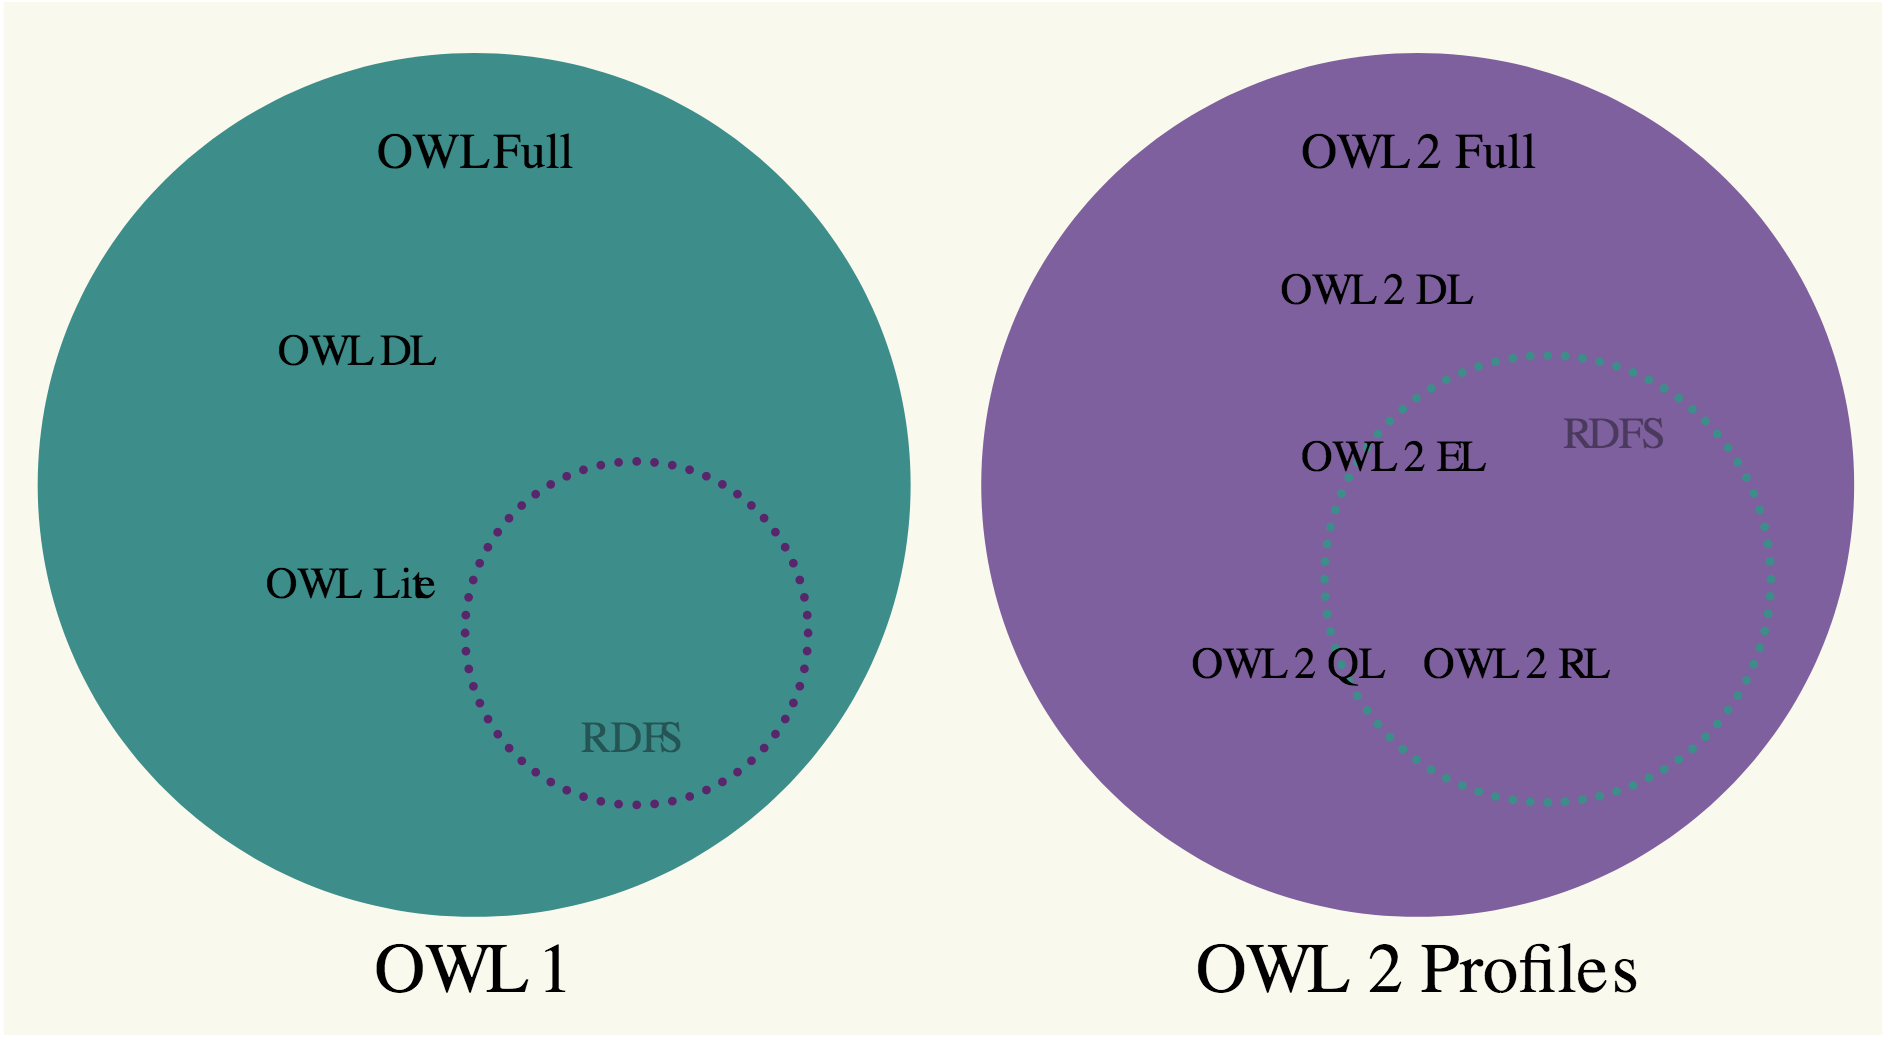 OWL Full
OWL DL
OWL Lite
RDFS
OWL 1
OWL 2 Full
OWL 2 DL
RDFS
OWL 2 EL
OWL 2 QL
OWL 2 RL
OWL 2 Profiles